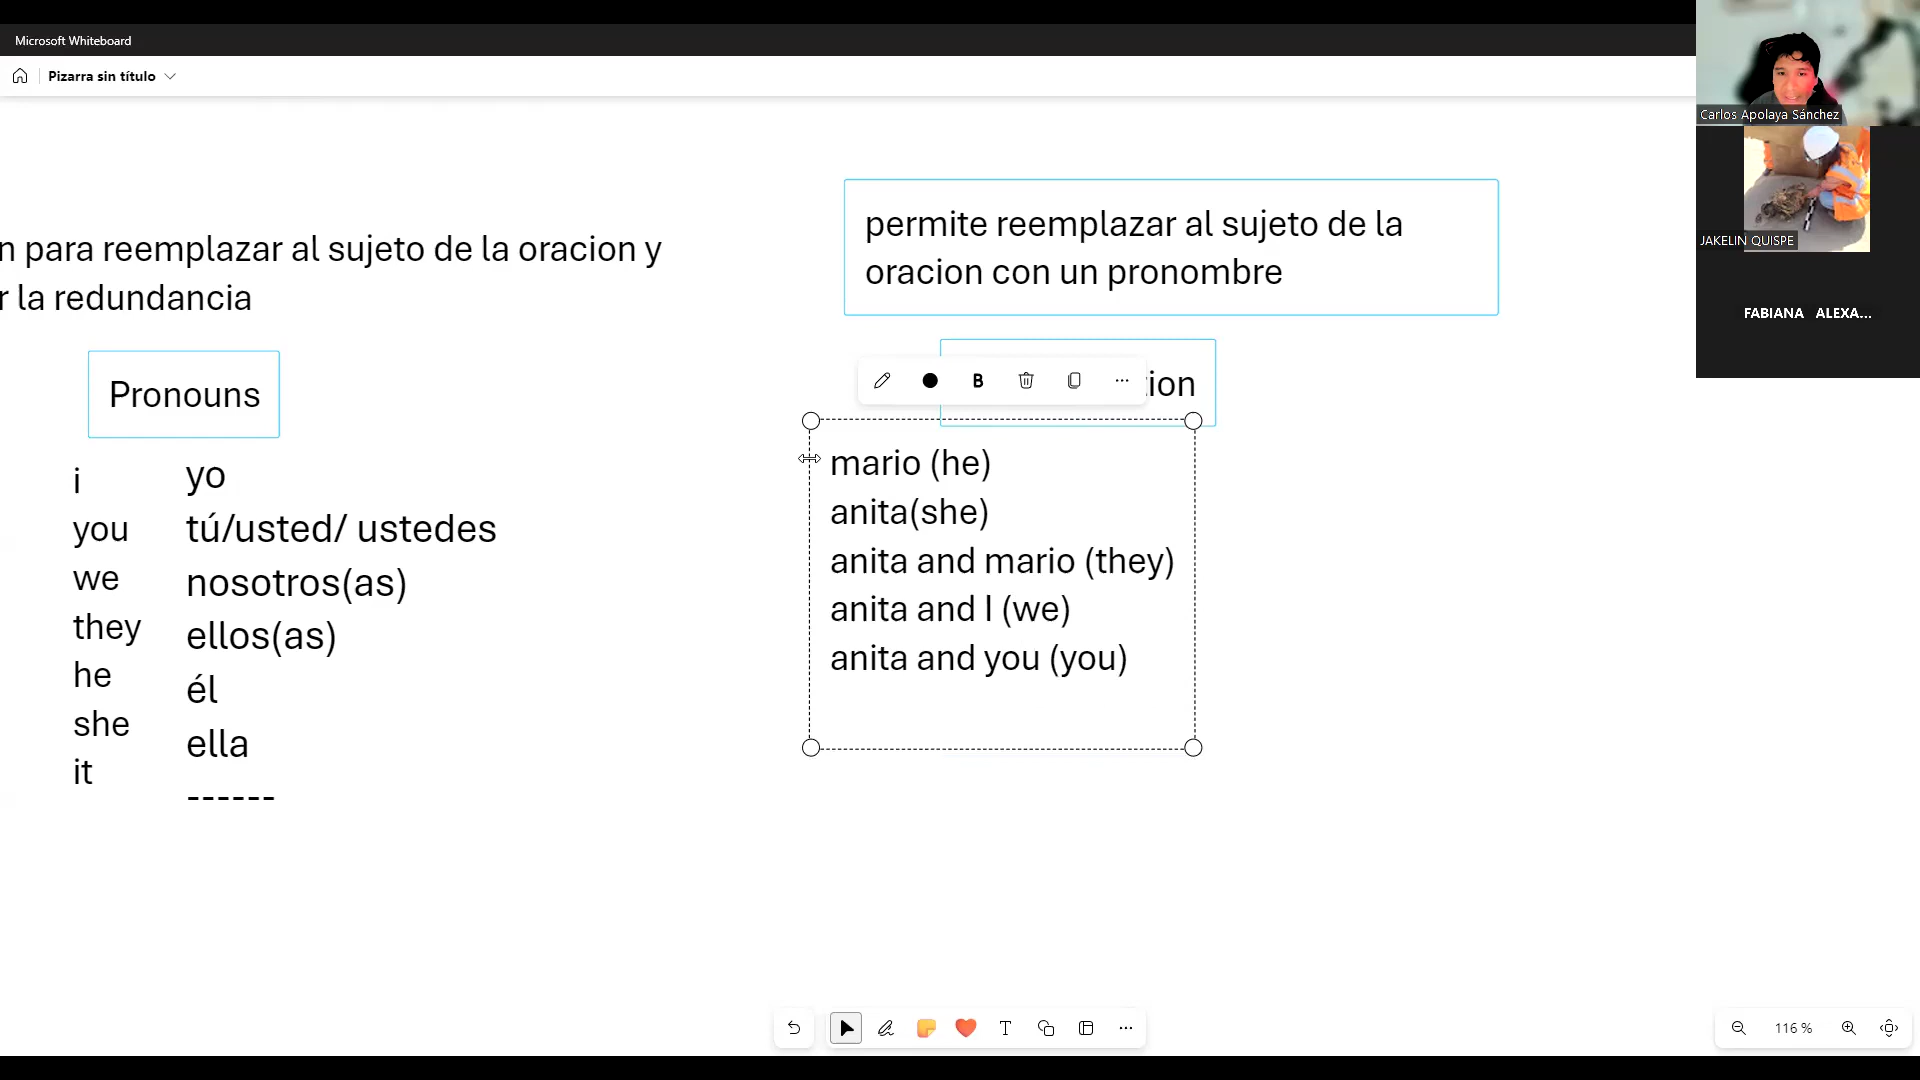 Microsoft Whiteboard
Pizarra sin título
n para reemplazar al sujeto de la oracion y
r la redundancia
Pronouns
i
you
we
they
he
she
it
yo
tú/usted/ ustedes
nosotros(as)
ellos(as)
él
ella
------
permite reemplazar al sujeto de la
oracion con un pronombre
tion
B
mario (he)
anita(she)
anita and mario (they)
anita and I (we)
anita and you (you)
Carlos Apolaya Sánchez
JAKELIN QUISPE
FABIANA ALEXA...
116 %